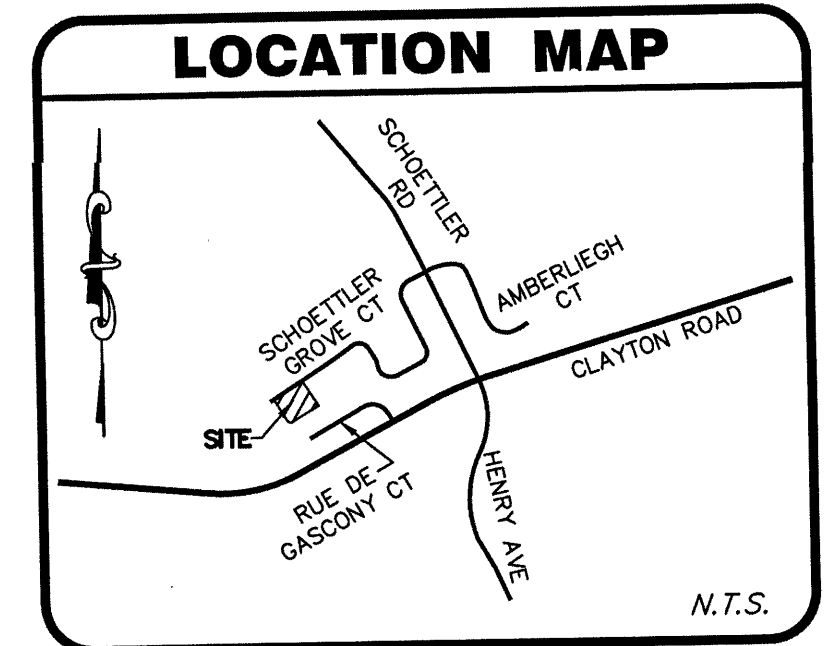 LOCATION MAP
SCHOETTLER
RD
AMBERLIEGH
CT
SCHOETTLER
GROVE CT
CLAYTON ROAD
SITE
RUE DE
GASCONY CT
HENRY AVE
N.T.S.